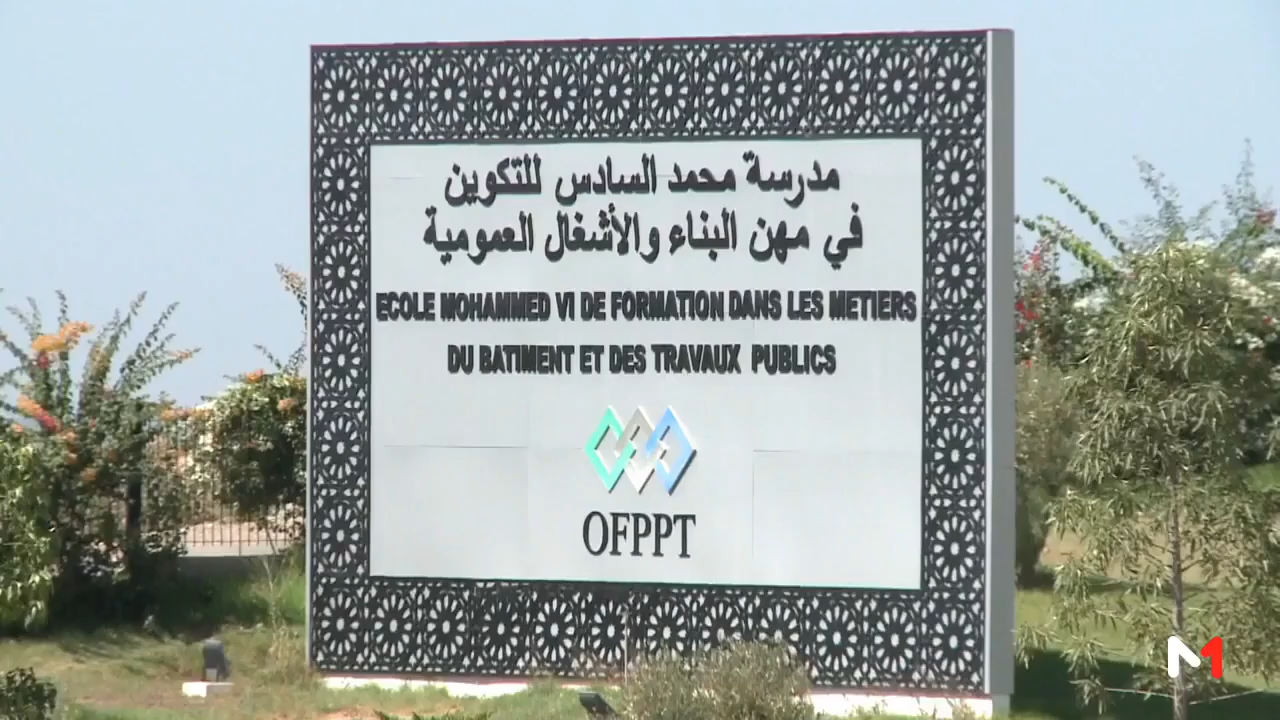 مدرسة محمد السادس للتكوين
في مهن البناء والأشغال العمومية
ECOLE MOHAMMED VI DE FORMATION DANS LES METIERS
DU BATIMENT ET DES TRAVAUX PUBLICS
OFPPT
M1